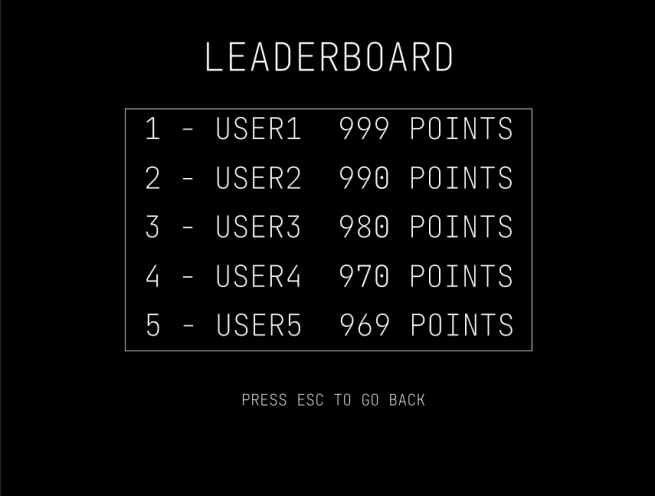 LEADERBOARD
1 - USER1  999 POINTS
2 - USER2  990 POINTS
3 - USER3  980 POINTS
4 - USER4  970 POINTS
5 - USER5  969 POINTS
PRESS ESC TO GO BACK